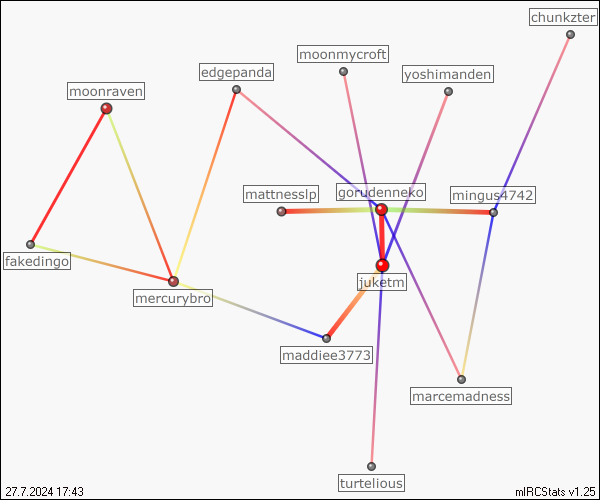 chunkzter
moonmycroft
edgepanda
yoshimanden
moonraven
mattnesslp
gorudenneko
mingus4742
fakedingo
juketm
mercurybro
maddiee3773
marcemadness
turtelious
27.7.2024 17:43
mIRCStats v1.25